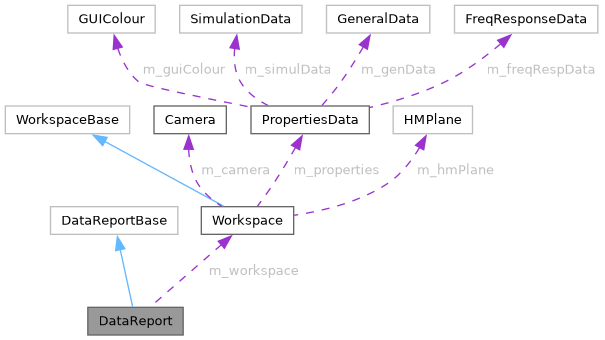 GUIColour
SimulationData
GeneralData
FreqResponseData
m_guiColour
m_simulData
m_genData
m_freqRespData
WorkspaceBase
Camera
PropertiesData
HMPlane
m_camera
m_properties
m_hmPlane
DataReportBase
Workspace
m_workspace
DataReport